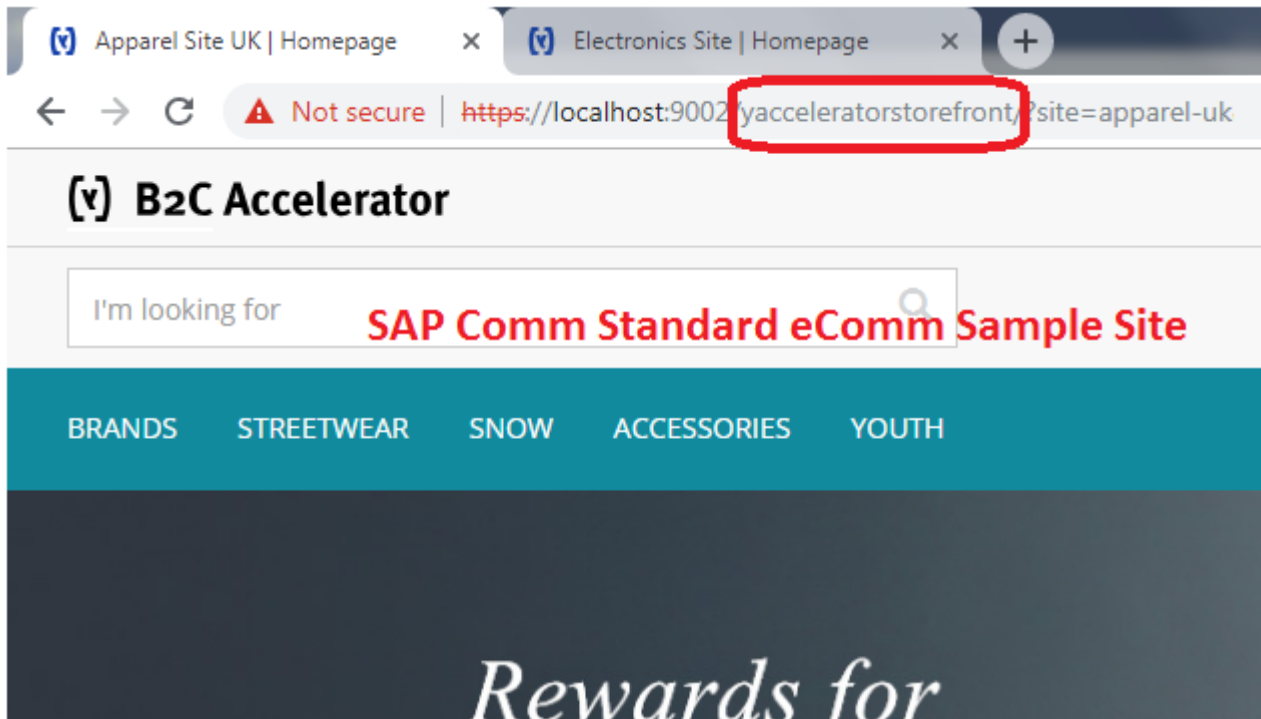 Apparel Site UK | Homepage
Electronics Site | Homepage
Not secure | https://localhost:9002/yacceleratorstorefront/?site=apparel-uk
(Y) B2C Accelerator
I'm looking for
SAP Comm Standard eComm Sample Site
BRANDS STREETWEAR SNOW ACCESSORIES YOUTH
Rewards for